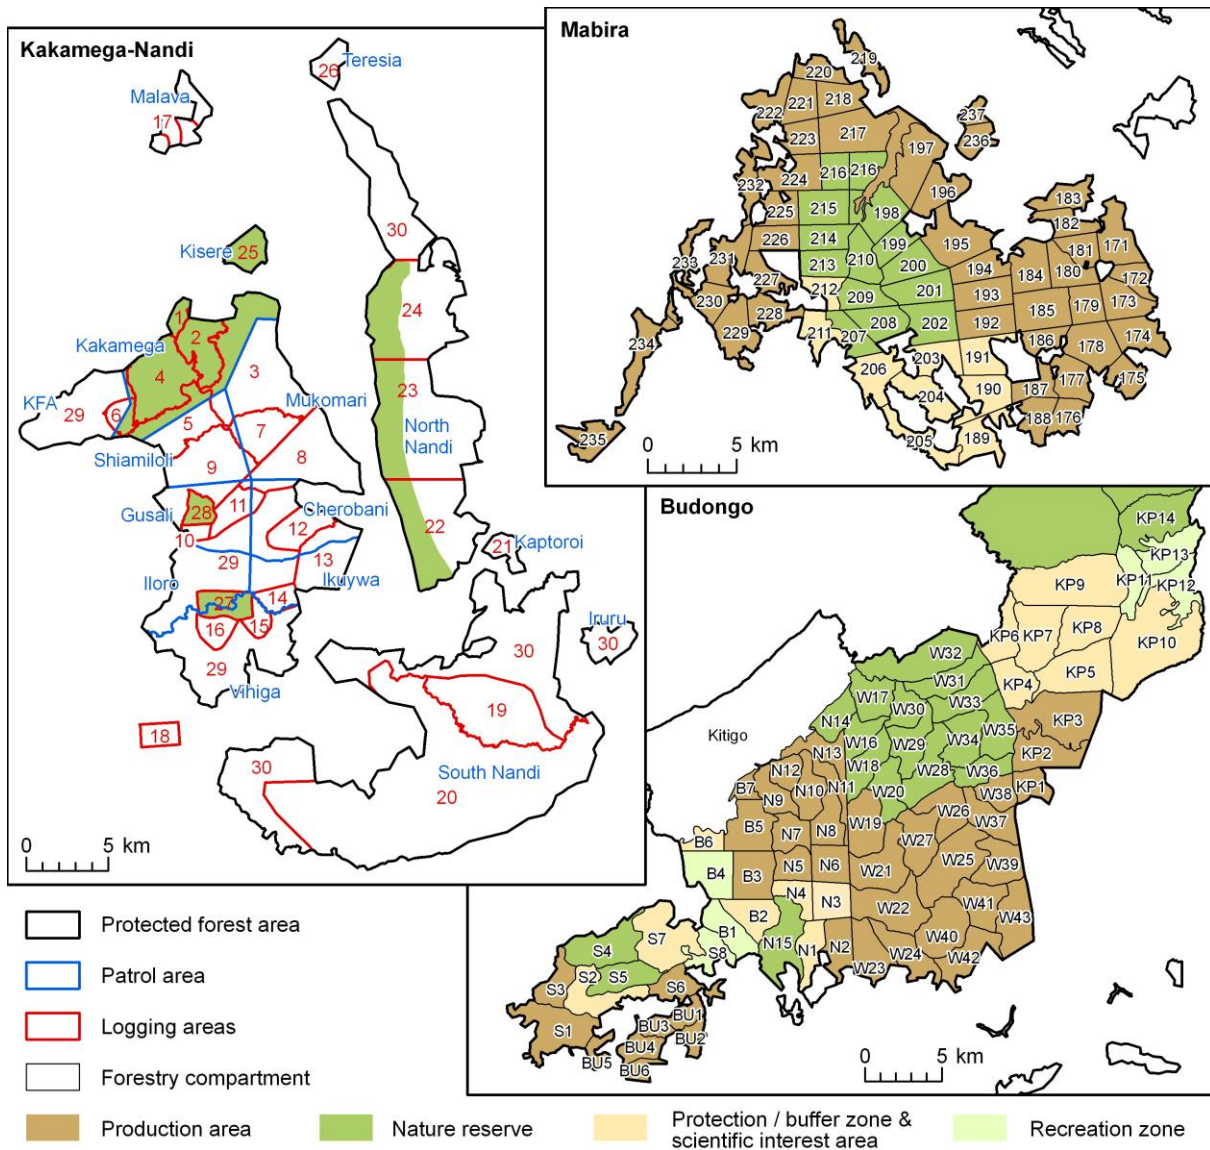 Kakamega-Nandi
Teresia
26
Malava
17
30
Kisere
25
24
1
2
Kakamega
3
4
KFA
29
6
5
23
Mukomari
7
North
Nandi
Shiamiloli
9
8
Gusali
28
11
Cherobani
22
10
12
Kaptoroi
21
13
29
Iloro
Ikuywa
27
14
16
15
30
Iruru
30
29
Vihiga
19
18
30
South Nandi
20
0 5 km
Mabira
219
220
221
218
222
237
223
217
197
236
224
216
216
232
196
183
225
215
198
182
226
214
199
195
181
171
233
231
213
210
200
194
184
180
172
227
212
209
201
193
230
185
179
173
228
229
211
207
208
202
192
174
234
186
178
206
203
191
190
187
177
175
204
188
176
235
205
189
0 5 km
Budongo
KP14
KP13
KP9
KP11
KP12
KP6
KP7
KP8
KP10
W32
KP5
W31
KP4
W17
W30
W33
KP3
N14
W16
W29
W34
W35
Kitigo
N13
W18
W28
W36
KP2
N12
B7
N10
N11
W20
KP1
N9
W38
W26
B5
N7
N8
W19
W37
B6
W27
N5
N6
W25
W39
B4
B3
W21
N4
N3
W22
W41
W43
B2
B1
N15
W40
S7
S4
S8
N1
N2
W24
W42
W23
S2
S5
S3
S6
BU1
S1
BU3
BU2
BU4
BU5
BU6
0 5 km
Protected forest area
Patrol area
Logging areas
Forestry compartment
Production area
Nature reserve
Protection / buffer zone &
scientific interest area
Recreation zone